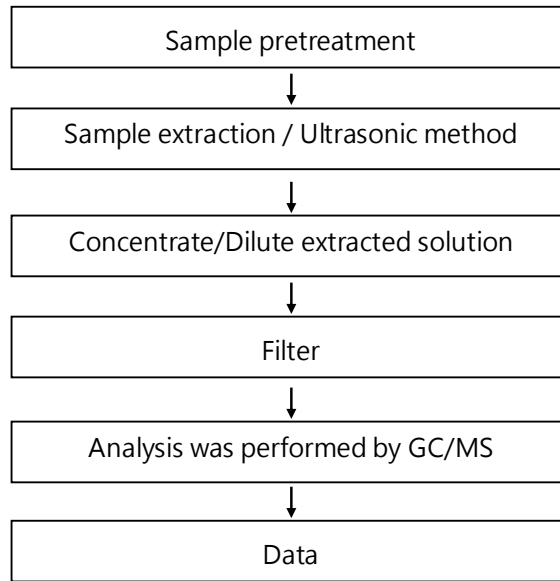 Sample pretreatment
Sample extraction / Ultrasonic method
Concentrate/Dilute extracted solution
Filter
Analysis was performed by GC/MS
Data